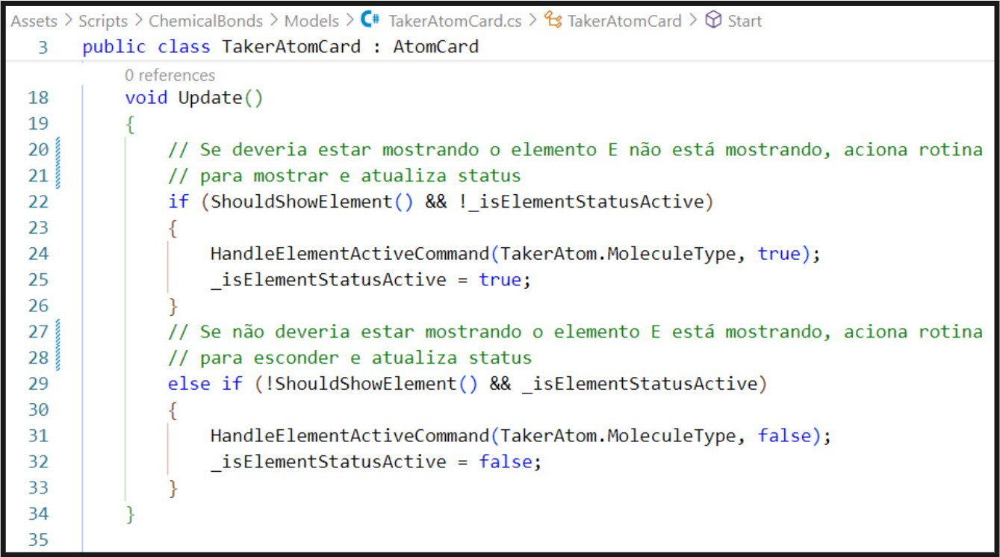 Assets > Scripts > ChemicalBonds > Models > C# TakerAtomCard.cs > TakerAtomCard > Start
3 public class TakerAtomCard : AtomCard
0 references
18 void Update()
19 {
20 // Se deveria estar mostrando o elemento E não está mostrando, aciona rotina
21 // para mostrar e atualiza status
22 if (ShouldShowElement() && !_isElementStatusActive)
23 {
24 HandleElementActiveCommand(TakerAtom.MoleculeType, true);
25 _isElementStatusActive = true;
26 }
27 // Se não deveria estar mostrando o elemento E está mostrando, aciona rotina
28 // para esconder e atualiza status
29 else if (!ShouldShowElement() && _isElementStatusActive)
30 {
31 HandleElementActiveCommand(TakerAtom.MoleculeType, false);
32 _isElementStatusActive = false;
33 }
34 }
35